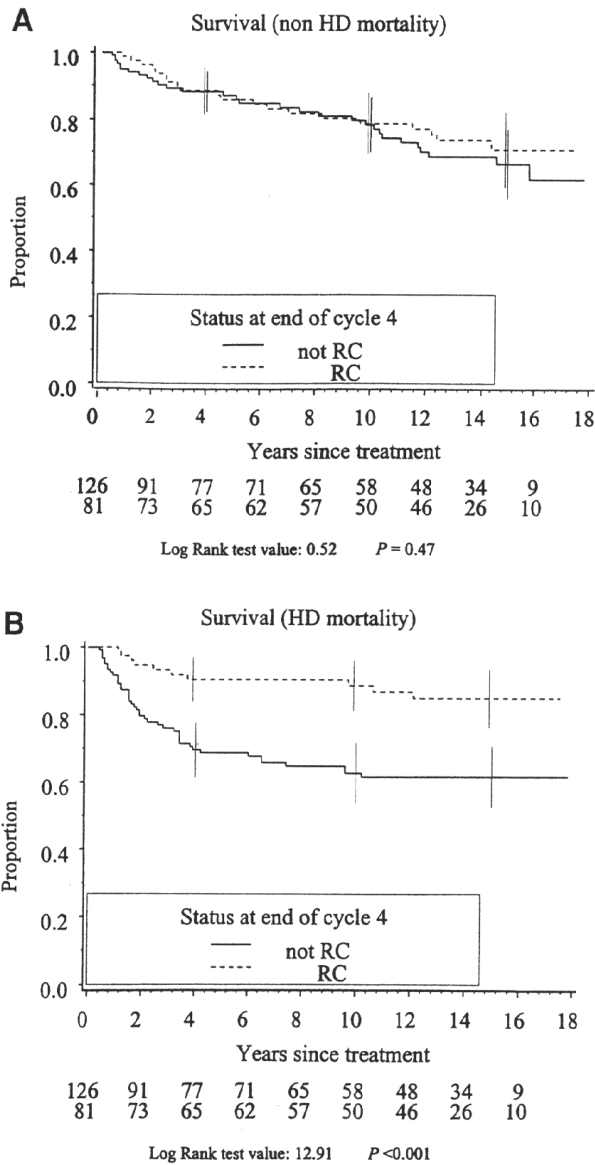 A
Survival (non HD mortality)
Proportion
1.0
0.8
0.6
0.4
0.2
0.0
Status at end of cycle 4
not RC
RC
0 2 4 6 8 10 12 14 16 18
Years since treatment
126 91 77 71 65 58 48 34 9
81 73 65 62 57 50 46 26 10
Log Rank test value: 0.52 P = 0.47
B
Survival (HD mortality)
Proportion
1.0
0.8
0.6
0.4
0.2
0.0
Status at end of cycle 4
not RC
RC
0 2 4 6 8 10 12 14 16 18
Years since treatment
126 91 77 71 65 58 48 34 9
81 73 65 62 57 50 46 26 10
Log Rank test value: 12.91 P <0.001